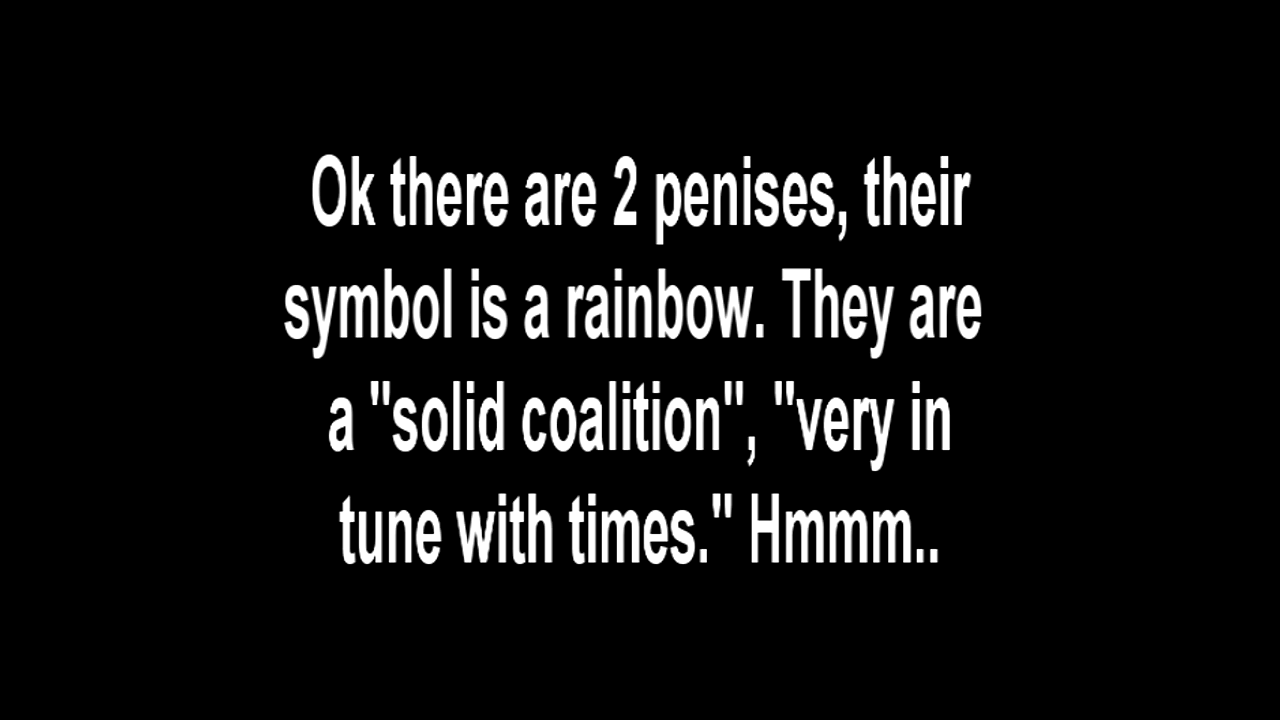 Ok there are 2 penises, their
symbol is a rainbow. They are
a "solid coalition", "very in
tune with times." Hmmm..